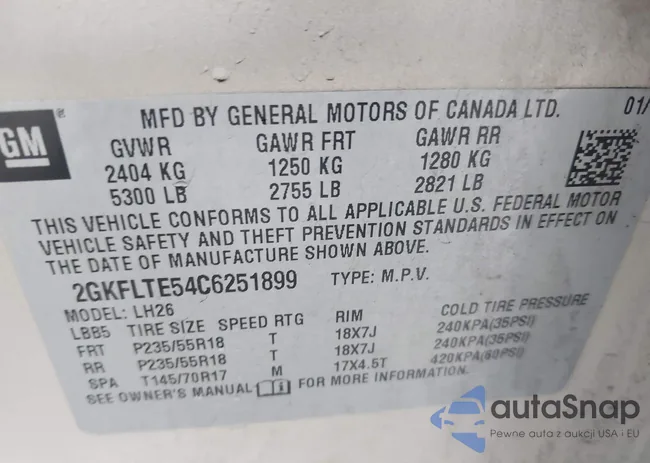 GM
MFD BY GENERAL MOTORS OF CANADA LTD. 01/
GVWR GAWR FRT GAWR RR
2404 KG 1250 KG 1280 KG
5300 LB 2755 LB 2821 LB
THIS VEHICLE CONFORMS TO ALL APPLICABLE U.S. FEDERAL MOTOR
VEHICLE SAFETY AND THEFT PREVENTION STANDARDS IN EFFECT ON
THE DATE OF MANUFACTURE SHOWN ABOVE.
2GKFLTE54C6251899 TYPE: M.P.V.
MODEL: LH26
LBB5 TIRE SIZE SPEED RTG RIM COLD TIRE PRESSURE
FRT P235/55R18 T 18X7J 240KPA(35PSI)
RR P235/55R18 T 18X7J 240KPA(35PSI)
SPA T145/70R17 M 17X4.5T 420KPA(60PSI)
SEE OWNER'S MANUAL FOR MORE INFORMATION.
autaSnap
Pewne auta z aukcji USA i EU